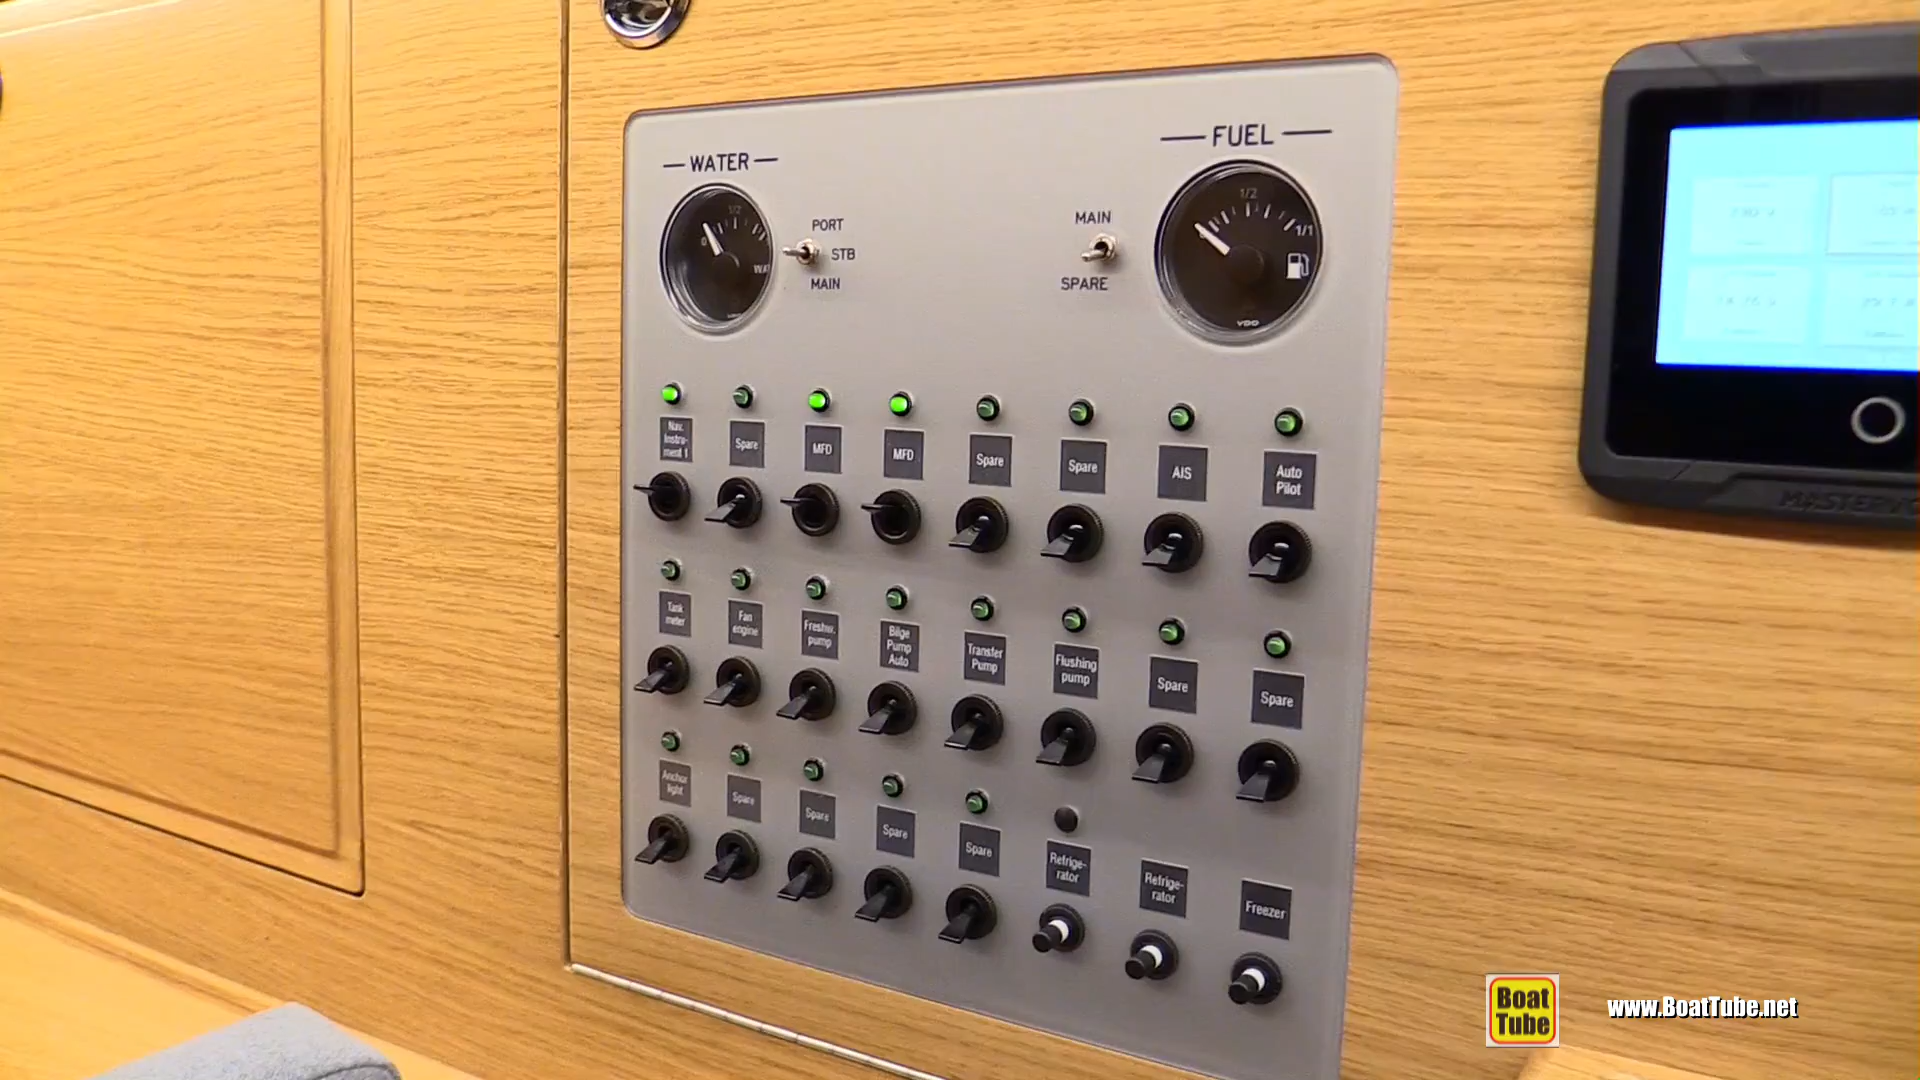 WATER
FUEL
1/2
0
PORT
STB
MAIN
MAIN
SPARE
1/2
1/1
VDO
Nav.
Instru-
ment 1
Spare
MFD
MFD
Spare
Spare
AIS
Auto
Pilot
Tank
meter
Fan
engine
Freshw.
pump
Bilge
Pump
Auto
Transfer
Pump
Flushing
pump
Spare
Spare
Anchor
light
Spare
Spare
Spare
Spare
Refrige-
rator
Refrige-
rator
Freezer
Boat
Tube
www.BoatTube.net